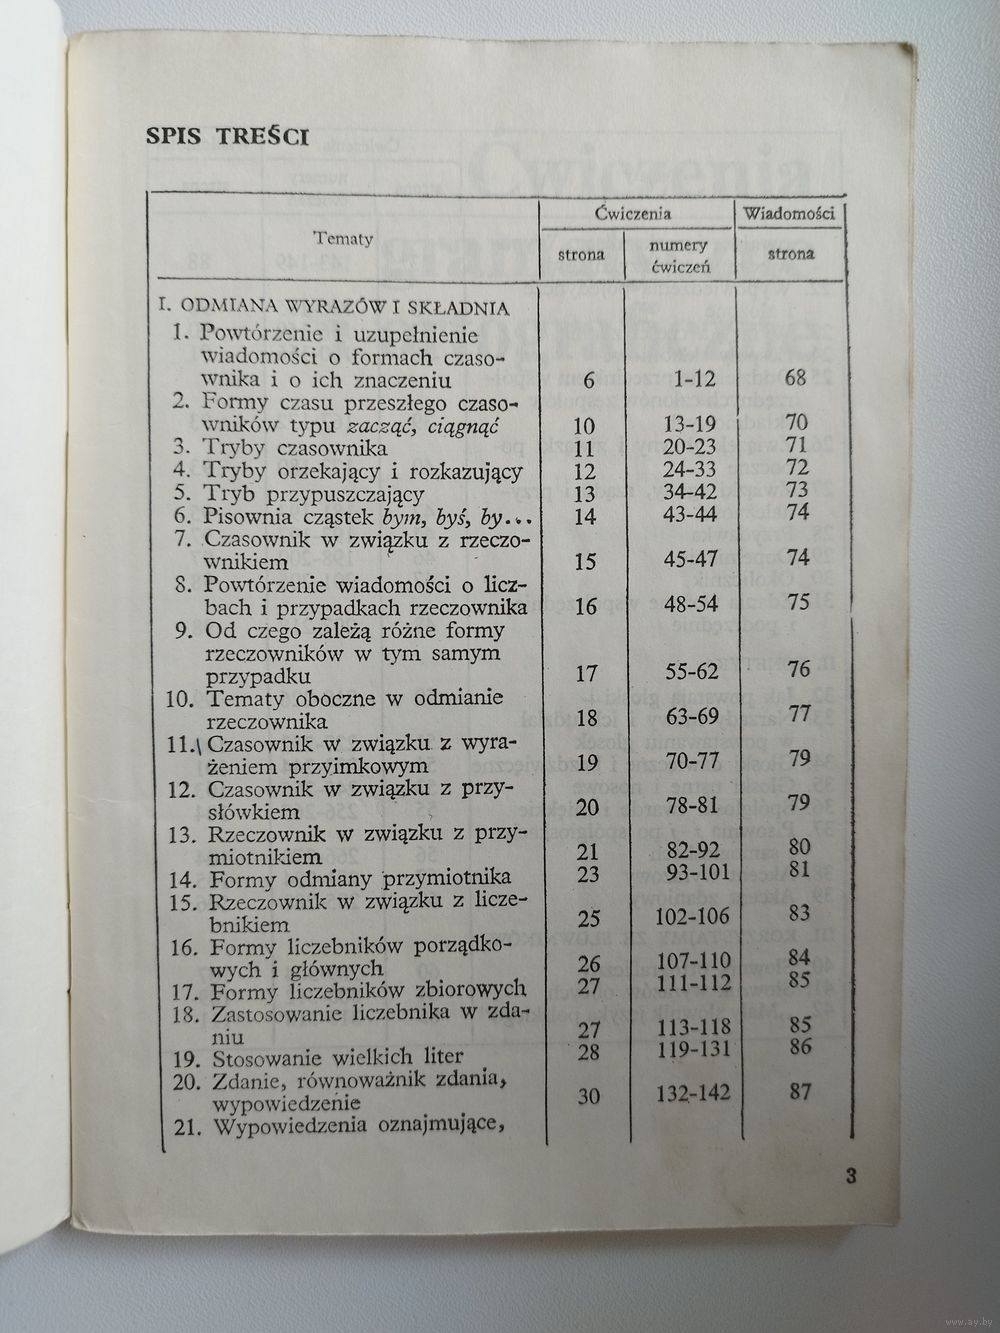 SPIS TREŚCI
Tematy
Ćwiczenia
Wiadomości
strona
numery
ćwiczeń
strona
I. ODMIANA WYRAZÓW I SKŁADNIA
1. Powtórzenie i uzupełnienie
wiadomości o formach czaso-
wnika i o ich znaczeniu 6 1-12 68
2. Formy czasu przeszłego czaso-
wników typu zacząć, ciągnąć 10 13-19 70
3. Tryby czasownika 11 20-23 71
4. Tryby orzekający i rozkazujący 12 24-33 72
5. Tryb przypuszczający 13 34-42 73
6. Pisownia cząstek bym, byś, by... 14 43-44 74
7. Czasownik w związku z rzeczo-
wnikiem 15 45-47 74
8. Powtórzenie wiadomości o licz-
bach i przypadkach rzeczownika 16 48-54 75
9. Od czego zależą różne formy
rzeczowników w tym samym
przypadku 17 55-62 76
10. Tematy oboczne w odmianie
rzeczownika 18 63-69 77
11. Czasownik w związku z wyra-
żeniem przyimkowym 19 70-77 79
12. Czasownik w związku z przy-
słówkiem 20 78-81 79
13. Rzeczownik w związku z przy-
miotnikiem 21 82-92 80
14. Formy odmiany przymiotnika 23 93-101 81
15. Rzeczownik w związku z licze-
bnikiem 25 102-106 83
16. Formy liczebników porządko-
wych i głównych 26 107-110 84
17. Formy liczebników zbiorowych 27 111-112 85
18. Zastosowanie liczebnika w zda-
niu 27 113-118 85
19. Stosowanie wielkich liter 28 119-131 86
20. Zdanie, równoważnik zdania,
wypowiedzenie 30 132-142 87
21. Wypowiedzenia oznajmujące,
3
www.ay.by